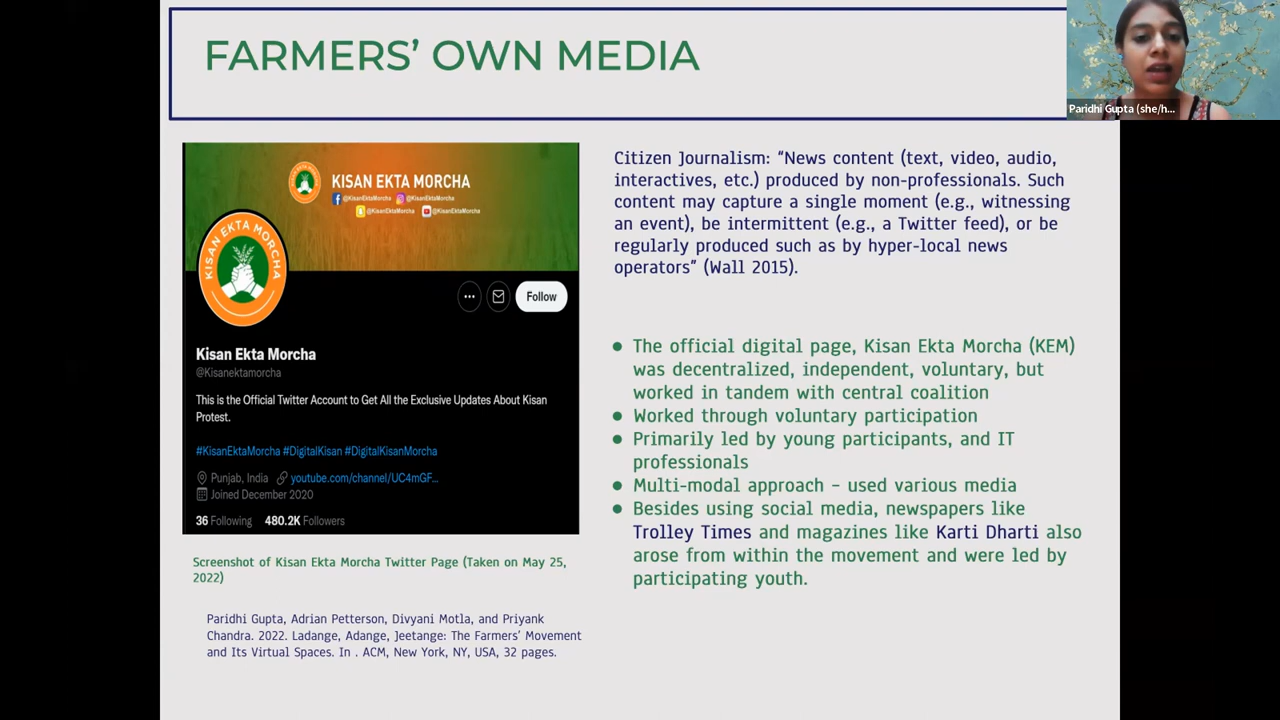 FARMERS' OWN MEDIA
Paridhi Gupta (she/h...
KISAN EKTA MORCHA
@KisanEktaMorcha @KisanEktaMorcha
@KisanEktaMorcha @KisanEktaMorcha
KISAN EKTA MORCHA
Follow
Kisan Ekta Morcha
@Kisanektamorcha
This is the Official Twitter Account to Get All the Exclusive Updates About Kisan
Protest.
#KisanEktaMorcha #DigitalKisan #DigitalKisanMorcha
Punjab, India youtube.com/channel/UC4mGF...
Joined December 2020
36 Following 480.2K Followers
Screenshot of Kisan Ekta Morcha Twitter Page (Taken on May 25,
2022)
Paridhi Gupta, Adrian Petterson, Divyani Motla, and Priyank
Chandra. 2022. Ladange, Adange, Jeetange: The Farmers' Movement
and Its Virtual Spaces. In . ACM, New York, NY, USA, 32 pages.
Citizen Journalism: "News content (text, video, audio,
interactives, etc.) produced by non-professionals. Such
content may capture a single moment (e.g., witnessing
an event), be intermittent (e.g., a Twitter feed), or be
regularly produced such as by hyper-local news
operators" (Wall 2015).
● The official digital page, Kisan Ekta Morcha (KEM)
was decentralized, independent, voluntary, but
worked in tandem with central coalition
● Worked through voluntary participation
● Primarily led by young participants, and IT
professionals
● Multi-modal approach – used various media
● Besides using social media, newspapers like
Trolley Times and magazines like Karti Dharti also
arose from within the movement and were led by
participating youth.